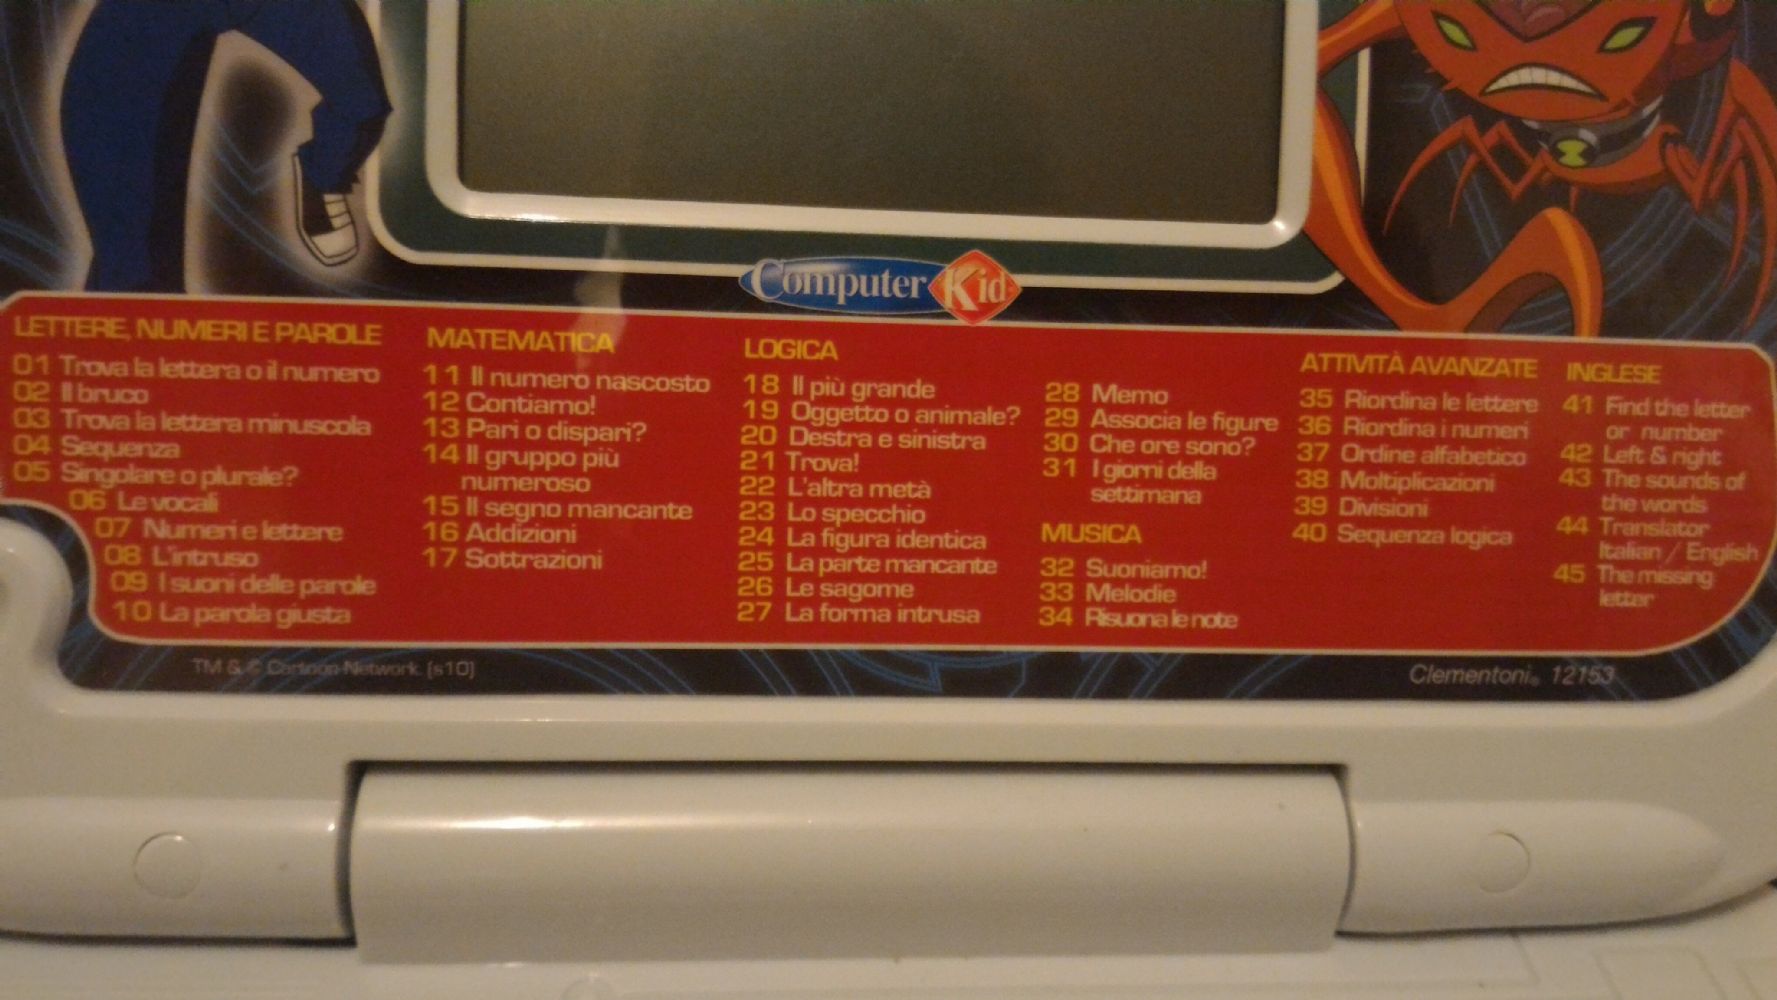 Computer Kid
LETTERE, NUMERI E PAROLE
01 Trova la lettera o il numero
02 Il bruco
03 Trova la lettera minuscola
04 Sequenza
05 Singolare o plurale?
06 Le vocali
07 Numeri e lettere
08 L'intruso
09 I suoni delle parole
10 La parola giusta
MATEMATICA
11 Il numero nascosto
12 Contiamo!
13 Pari o dispari?
14 Il gruppo più
numeroso
15 Il segno mancante
16 Addizioni
17 Sottrazioni
LOGICA
18 Il più grande
19 Oggetto o animale?
20 Destra e sinistra
21 Trova!
22 L'altra metà
23 Lo specchio
24 La figura identica
25 La parte mancante
26 Le sagome
27 La forma intrusa
28 Memo
29 Associa le figure
30 Che ore sono?
31 I giorni della
settimana
MUSICA
32 Suoniamo!
33 Melodie
34 Risuona le note
ATTIVITÀ AVANZATE
35 Riordina le lettere
36 Riordina i numeri
37 Ordine alfabetico
38 Moltiplicazioni
39 Divisioni
40 Sequenza logica
INGLESE
41 Find the letter
or number
42 Left & right
43 The sounds of
the words
44 Translator
Italian / English
45 The missing
letter
TM & © Cartoon Network. (s10)
Clementoni® 12153